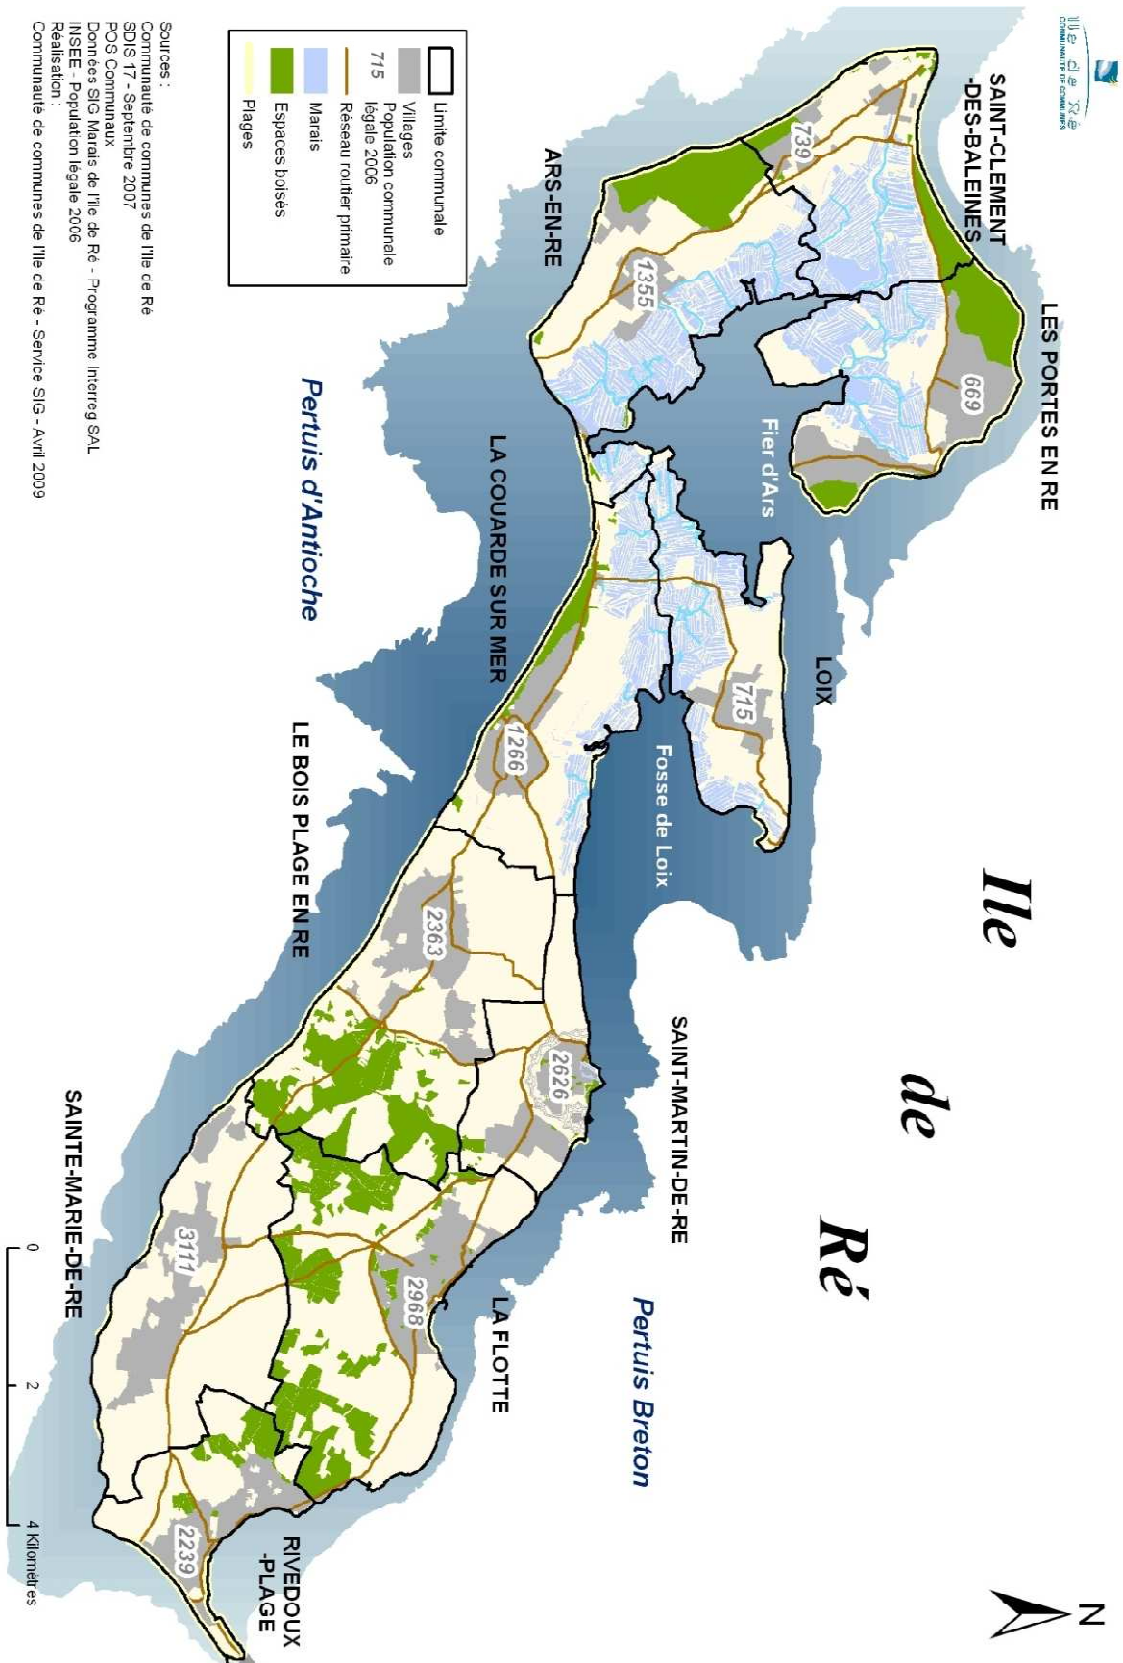 Ile de Ré
COMMUNAUTE DE COMMUNES
Ile
de
Ré
N
SAINT-CLEMENT
-DES-BALEINES
LES PORTES EN RE
ARS-EN-RE
LOIX
LA COUARDE SUR MER
LE BOIS PLAGE EN RE
SAINT-MARTIN-DE-RE
LA FLOTTE
SAINTE-MARIE-DE-RE
RIVEDOUX
-PLAGE
Fier d'Ars
Fosse de Loix
Pertuis d'Antioche
Pertuis Breton
739
1355
669
715
1266
2363
2626
2968
3111
2239
Limite communale
Villages
715 Population communale
légale 2006
Réseau routier primaire
Marais
Espaces boisés
Plages
Sources :
Communauté de communes de l'Ile de Ré
SDIS 17 - Septembre 2007
POS Communaux
Données SIG Marais de l'Ile de Ré - Programme Interreg SAL
INSEE - Population légale 2006
Réalisation :
Communauté de communes de l'Ile de Ré - Service SIG - Avril 2009
0 2 4 Kilomètres